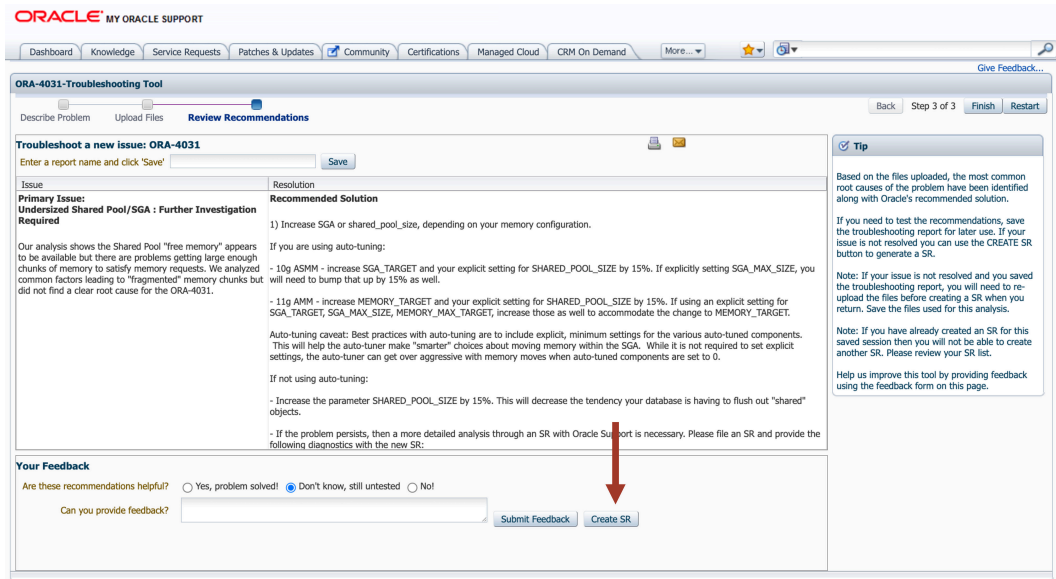 ORACLE® MY ORACLE SUPPORT
Dashboard Knowledge Service Requests Patches & Updates Community Certifications Managed Cloud CRM On Demand More...
Give Feedback...
ORA-4031-Troubleshooting Tool
Describe Problem Upload Files Review Recommendations
Back Step 3 of 3 Finish Restart
Troubleshoot a new issue: ORA-4031
Enter a report name and click 'Save' Save
Issue Resolution
Primary Issue:
Undersized Shared Pool/SGA : Further Investigation
Required
Our analysis shows the Shared Pool "free memory" appears
to be available but there are problems getting large enough
chunks of memory to satisfy memory requests. We analyzed
common factors leading to "fragmented" memory chunks but
did not find a clear root cause for the ORA-4031.
Recommended Solution
1) Increase SGA or shared_pool_size, depending on your memory configuration.
If you are using auto-tuning:
- 10g ASMM - increase SGA_TARGET and your explicit setting for SHARED_POOL_SIZE by 15%. If explicitly setting SGA_MAX_SIZE, you
will need to bump that up by 15% as well.
- 11g AMM - increase MEMORY_TARGET and your explicit setting for SHARED_POOL_SIZE by 15%. If using an explicit setting for
SGA_TARGET, SGA_MAX_SIZE, MEMORY_MAX_TARGET, increase those as well to accommodate the change to MEMORY_TARGET.
Auto-tuning caveat: Best practices with auto-tuning are to include explicit, minimum settings for the various auto-tuned components.
This will help the auto-tuner make "smarter" choices about moving memory within the SGA. While it is not required to set explicit
settings, the auto-tuner can get over aggressive with memory moves when auto-tuned components are set to 0.
If not using auto-tuning:
- Increase the parameter SHARED_POOL_SIZE by 15%. This will decrease the tendency your database is having to flush out "shared"
objects.
- If the problem persists, then a more detailed analysis through an SR with Oracle Support is necessary. Please file an SR and provide the
following diagnostics with the new SR:
Tip
Based on the files uploaded, the most common
root causes of the problem have been identified
along with Oracle's recommended solution.
If you need to test the recommendations, save
the troubleshooting report for later use. If your
issue is not resolved you can use the CREATE SR
button to generate a SR.
Note: If your issue is not resolved and you saved
the troubleshooting report, you will need to re-
upload the files before creating a SR when you
return. Save the files used for this analysis.
Note: If you have already created an SR for this
saved session then you will not be able to create
another SR. Please review your SR list.
Help us improve this tool by providing feedback
using the feedback form on this page.
Your Feedback
Are these recommendations helpful? Yes, problem solved! Don't know, still untested No!
Can you provide feedback? Submit Feedback Create SR